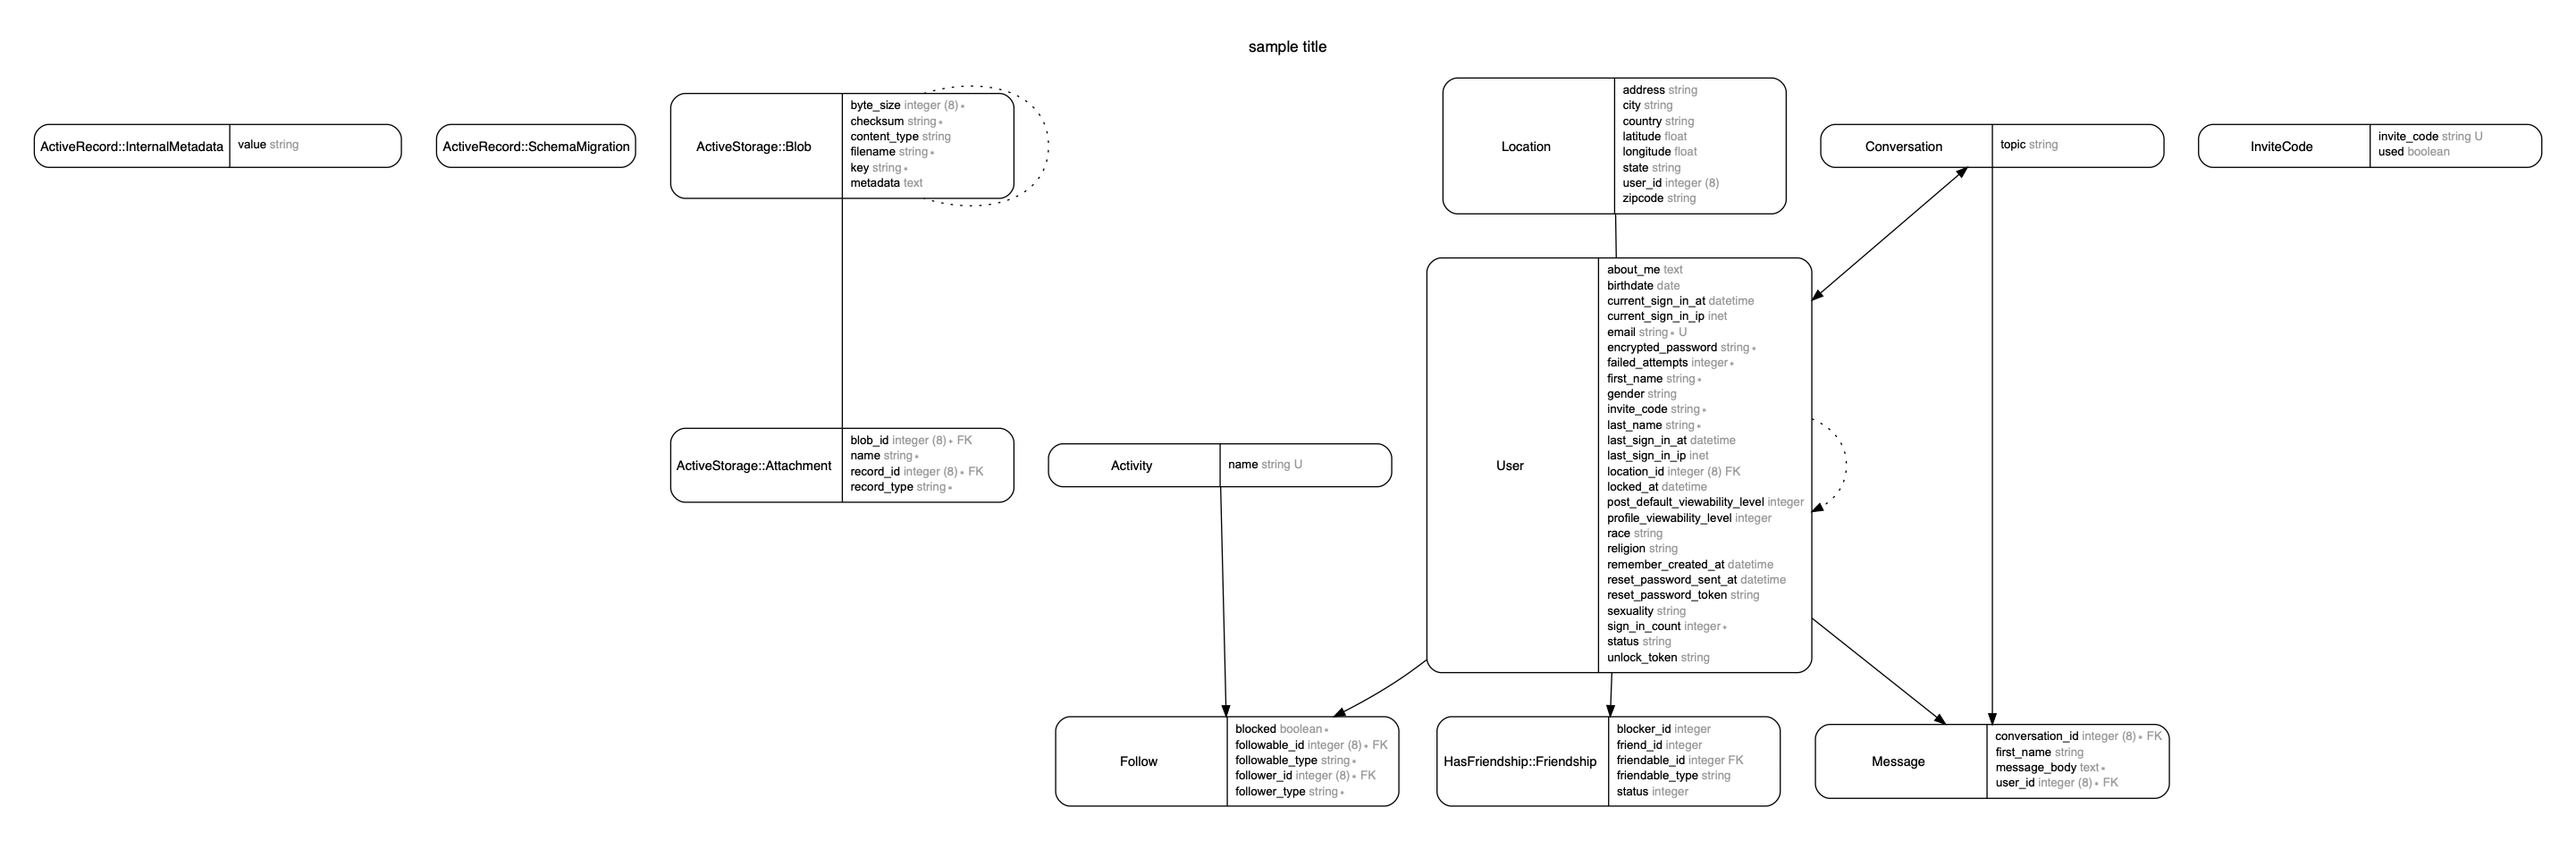 sample title
ActiveRecord::InternalMetadata
value string
ActiveRecord::SchemaMigration
ActiveStorage::Blob
byte_size integer (8) ∗
checksum string ∗
content_type string
filename string ∗
key string ∗
metadata text
Location
address string
city string
country string
latitude float
longitude float
state string
user_id integer (8)
zipcode string
Conversation
topic string
InviteCode
invite_code string U
used boolean
ActiveStorage::Attachment
blob_id integer (8) ∗ FK
name string ∗
record_id integer (8) ∗ FK
record_type string ∗
Activity
name string U
User
about_me text
birthdate date
current_sign_in_at datetime
current_sign_in_ip inet
email string ∗ U
encrypted_password string ∗
failed_attempts integer ∗
first_name string ∗
gender string
invite_code string ∗
last_name string ∗
last_sign_in_at datetime
last_sign_in_ip inet
location_id integer (8) FK
locked_at datetime
post_default_viewability_level integer
profile_viewability_level integer
race string
religion string
remember_created_at datetime
reset_password_sent_at datetime
reset_password_token string
sexuality string
sign_in_count integer ∗
status string
unlock_token string
Follow
blocked boolean ∗
followable_id integer (8) ∗ FK
followable_type string ∗
follower_id integer (8) ∗ FK
follower_type string ∗
HasFriendship::Friendship
blocker_id integer
friend_id integer
friendable_id integer FK
friendable_type string
status integer
Message
conversation_id integer (8) ∗ FK
first_name string
message_body text ∗
user_id integer (8) ∗ FK